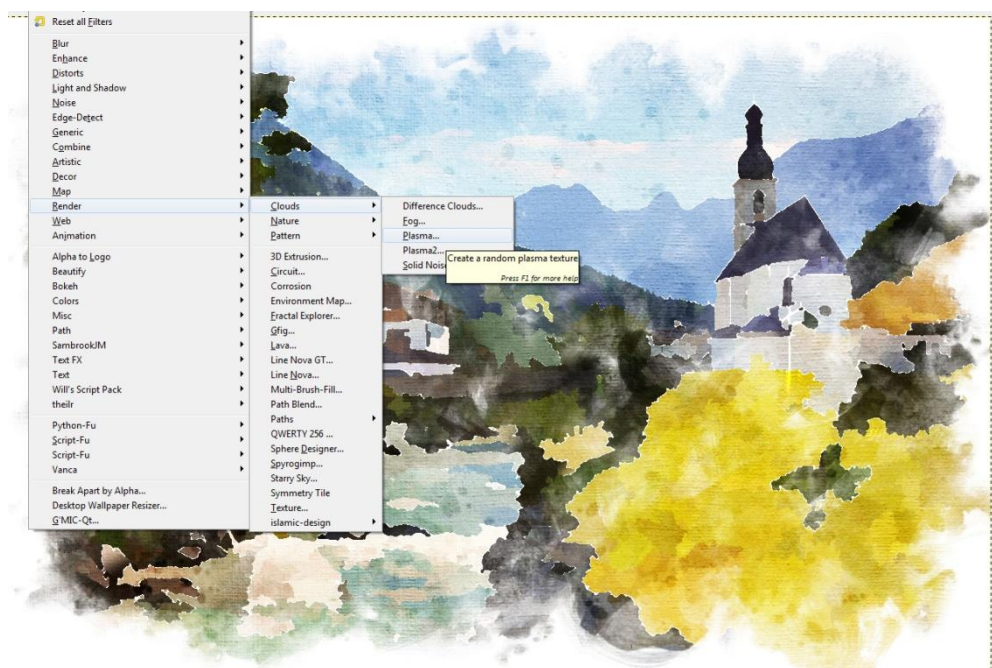 Reset all Filters
Blur
Enhance
Distorts
Light and Shadow
Noise
Edge-Detect
Generic
Combine
Artistic
Decor
Map
Render
Web
Animation
Alpha to Logo
Beautify
Bokeh
Colors
Misc
Path
SambrookJM
Text FX
Text
Will's Script Pack
theilr
Python-Fu
Script-Fu
Script-Fu
Vanca
Break Apart by Alpha...
Desktop Wallpaper Resizer...
G'MIC-Qt...
Clouds
Nature
Pattern
3D Extrusion...
Circuit...
Corrosion
Environment Map...
Fractal Explorer...
Gfig...
Lava...
Line Nova GT...
Line Nova...
Multi-Brush-Fill...
Path Blend...
Paths
QWERTY 256 ...
Sphere Designer...
Spyrogimp...
Starry Sky...
Symmetry Tile
Texture...
islamic-design
Difference Clouds...
Fog...
Plasma...
Plasma2...
Solid Nois
Create a random plasma texture
Press F1 for more help